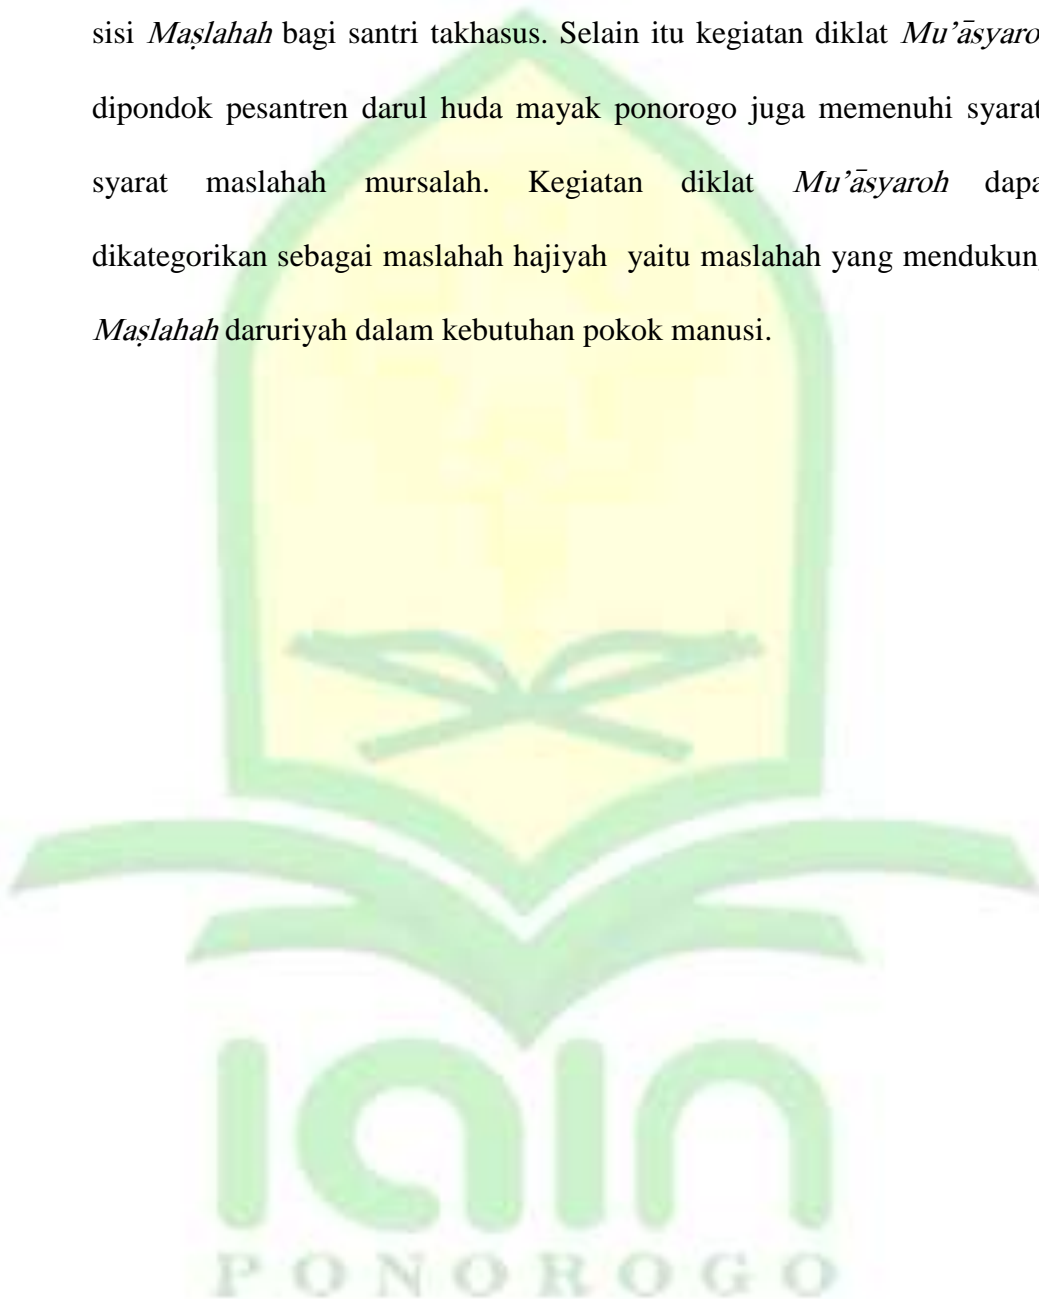 sisi Maṣlahah bagi santri takhasus. Selain itu kegiatan diklat Mu'āsyaro
dipondok pesantren darul huda mayak ponorogo juga memenuhi syarat
syarat maslahah mursalah. Kegiatan diklat Mu'āsyaroh dapa
dikategorikan sebagai maslahah hajiyah yaitu maslahah yang mendukun
Maṣlahah daruriyah dalam kebutuhan pokok manusi.
iain
PONOROGO